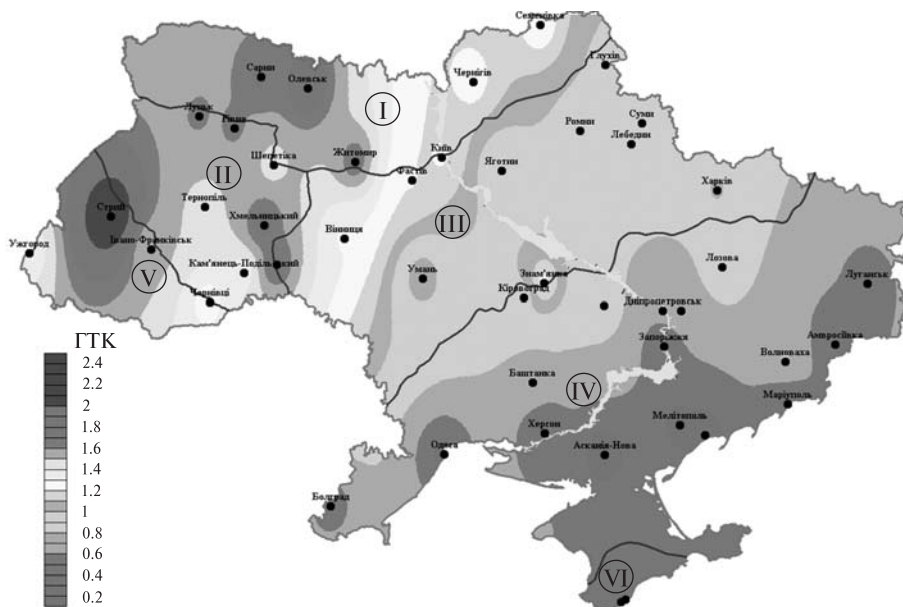 Семенівка
Глухів
Чернігів
Сарни
Олевськ
I
Луцьк
Рівне
Ромни
Суми
Лебедин
Шепетівка
Житомир
Київ
Фастів
Яготин
II
Харків
Тернопіль
Стрий
Хмельницький
III
Вінниця
Ужгород
Івано-Франківськ
V
Кам'янець-Подільський
Умань
Знам'янка
Лозова
Луганськ
Чернівці
Кіровоград
Дніпропетровськ
Запоріжжя
Амвросіївка
Волноваха
Баштанка
IV
Маріуполь
Мелітополь
Херсон
Одеса
Асканія-Нова
Болград
VI
ГТК
2.4
2.2
2
1.8
1.6
1.4
1.2
1
0.8
0.6
0.4
0.2